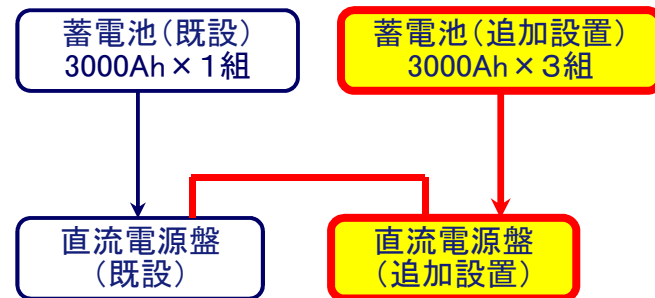 蓄電池（既設）
3000Ah×１組
蓄電池（追加設置）
3000Ah×３組
直流電源盤
（既設）
直流電源盤
（追加設置）